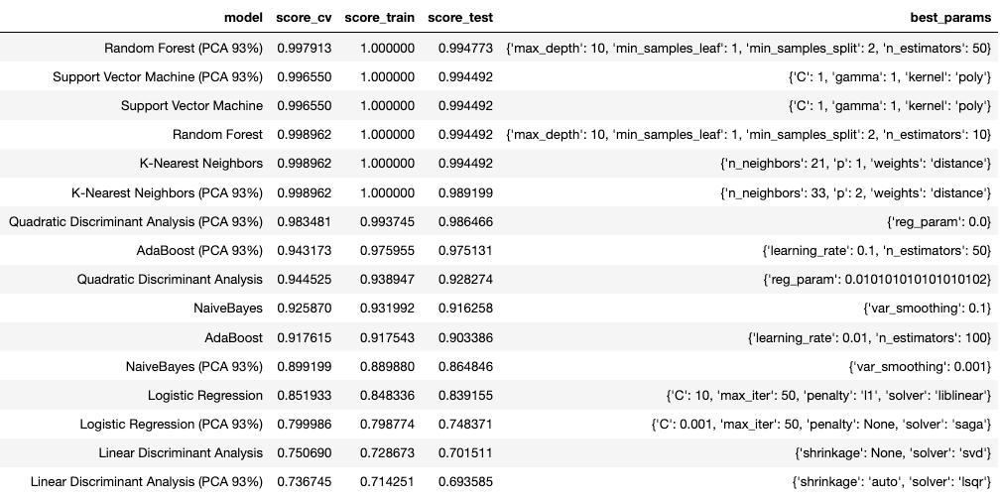 model score_cv score_train score_test best_params
Random Forest (PCA 93%) 0.997913 1.000000 0.994773 {'max_depth': 10, 'min_samples_leaf': 1, 'min_samples_split': 2, 'n_estimators': 50}
Support Vector Machine (PCA 93%) 0.996550 1.000000 0.994492 {'C': 1, 'gamma': 1, 'kernel': 'poly'}
Support Vector Machine 0.996550 1.000000 0.994492 {'C': 1, 'gamma': 1, 'kernel': 'poly'}
Random Forest 0.998962 1.000000 0.994492 {'max_depth': 10, 'min_samples_leaf': 1, 'min_samples_split': 2, 'n_estimators': 10}
K-Nearest Neighbors 0.998962 1.000000 0.994492 {'n_neighbors': 21, 'p': 1, 'weights': 'distance'}
K-Nearest Neighbors (PCA 93%) 0.998962 1.000000 0.989199 {'n_neighbors': 33, 'p': 2, 'weights': 'distance'}
Quadratic Discriminant Analysis (PCA 93%) 0.983481 0.993745 0.986466 {'reg_param': 0.0}
AdaBoost (PCA 93%) 0.943173 0.975955 0.975131 {'learning_rate': 0.1, 'n_estimators': 50}
Quadratic Discriminant Analysis 0.944525 0.938947 0.928274 {'reg_param': 0.010101010101010102}
NaiveBayes 0.925870 0.931992 0.916258 {'var_smoothing': 0.1}
AdaBoost 0.917615 0.917543 0.903386 {'learning_rate': 0.01, 'n_estimators': 100}
NaiveBayes (PCA 93%) 0.899199 0.889880 0.864846 {'var_smoothing': 0.001}
Logistic Regression 0.851933 0.848336 0.839155 {'C': 10, 'max_iter': 50, 'penalty': 'l1', 'solver': 'liblinear'}
Logistic Regression (PCA 93%) 0.799986 0.798774 0.748371 {'C': 0.001, 'max_iter': 50, 'penalty': None, 'solver': 'saga'}
Linear Discriminant Analysis 0.750690 0.728673 0.701511 {'shrinkage': None, 'solver': 'svd'}
Linear Discriminant Analysis (PCA 93%) 0.736745 0.714251 0.693585 {'shrinkage': 'auto', 'solver': 'lsqr'}